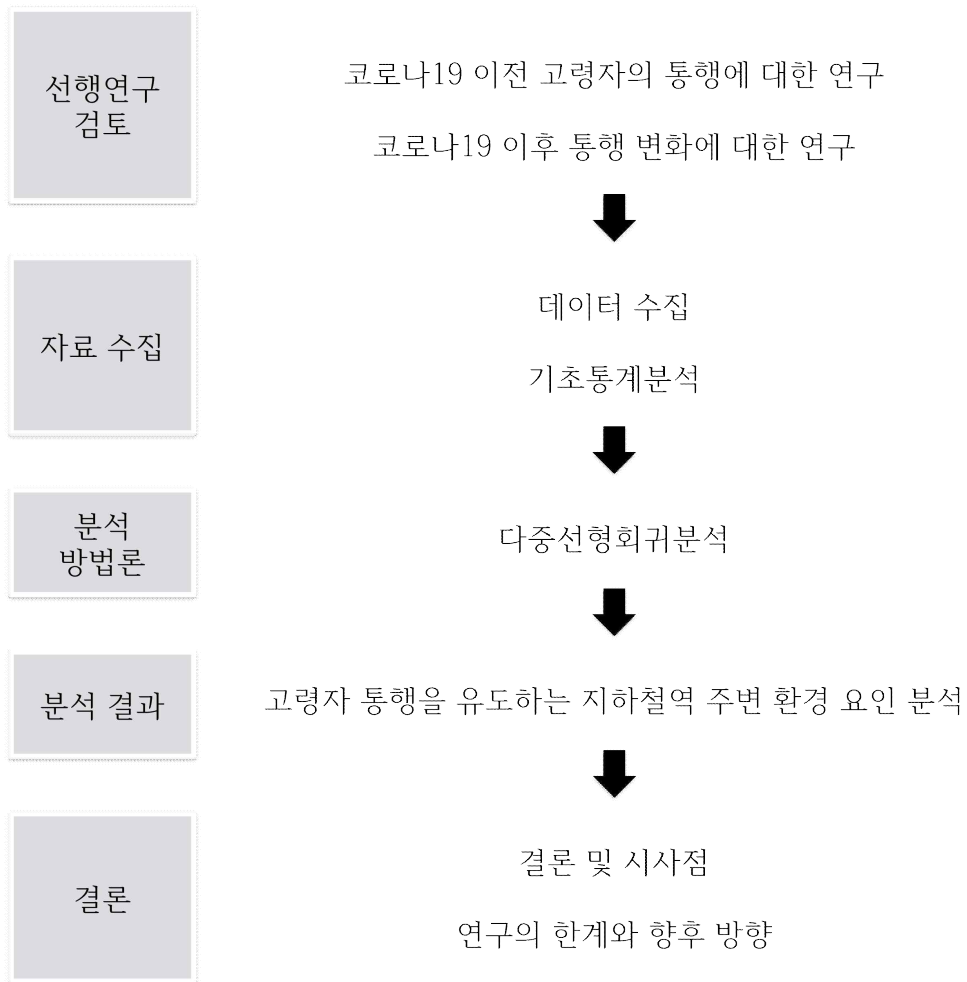 선행연구
검토
코로나19 이전 고령자의 통행에 대한 연구
코로나19 이후 통행 변화에 대한 연구
자료 수집
데이터 수집
기초통계분석
분석
방법론
다중선형회귀분석
분석 결과
고령자 통행을 유도하는 지하철역 주변 환경 요인 분석
결론
결론 및 시사점
연구의 한계와 향후 방향